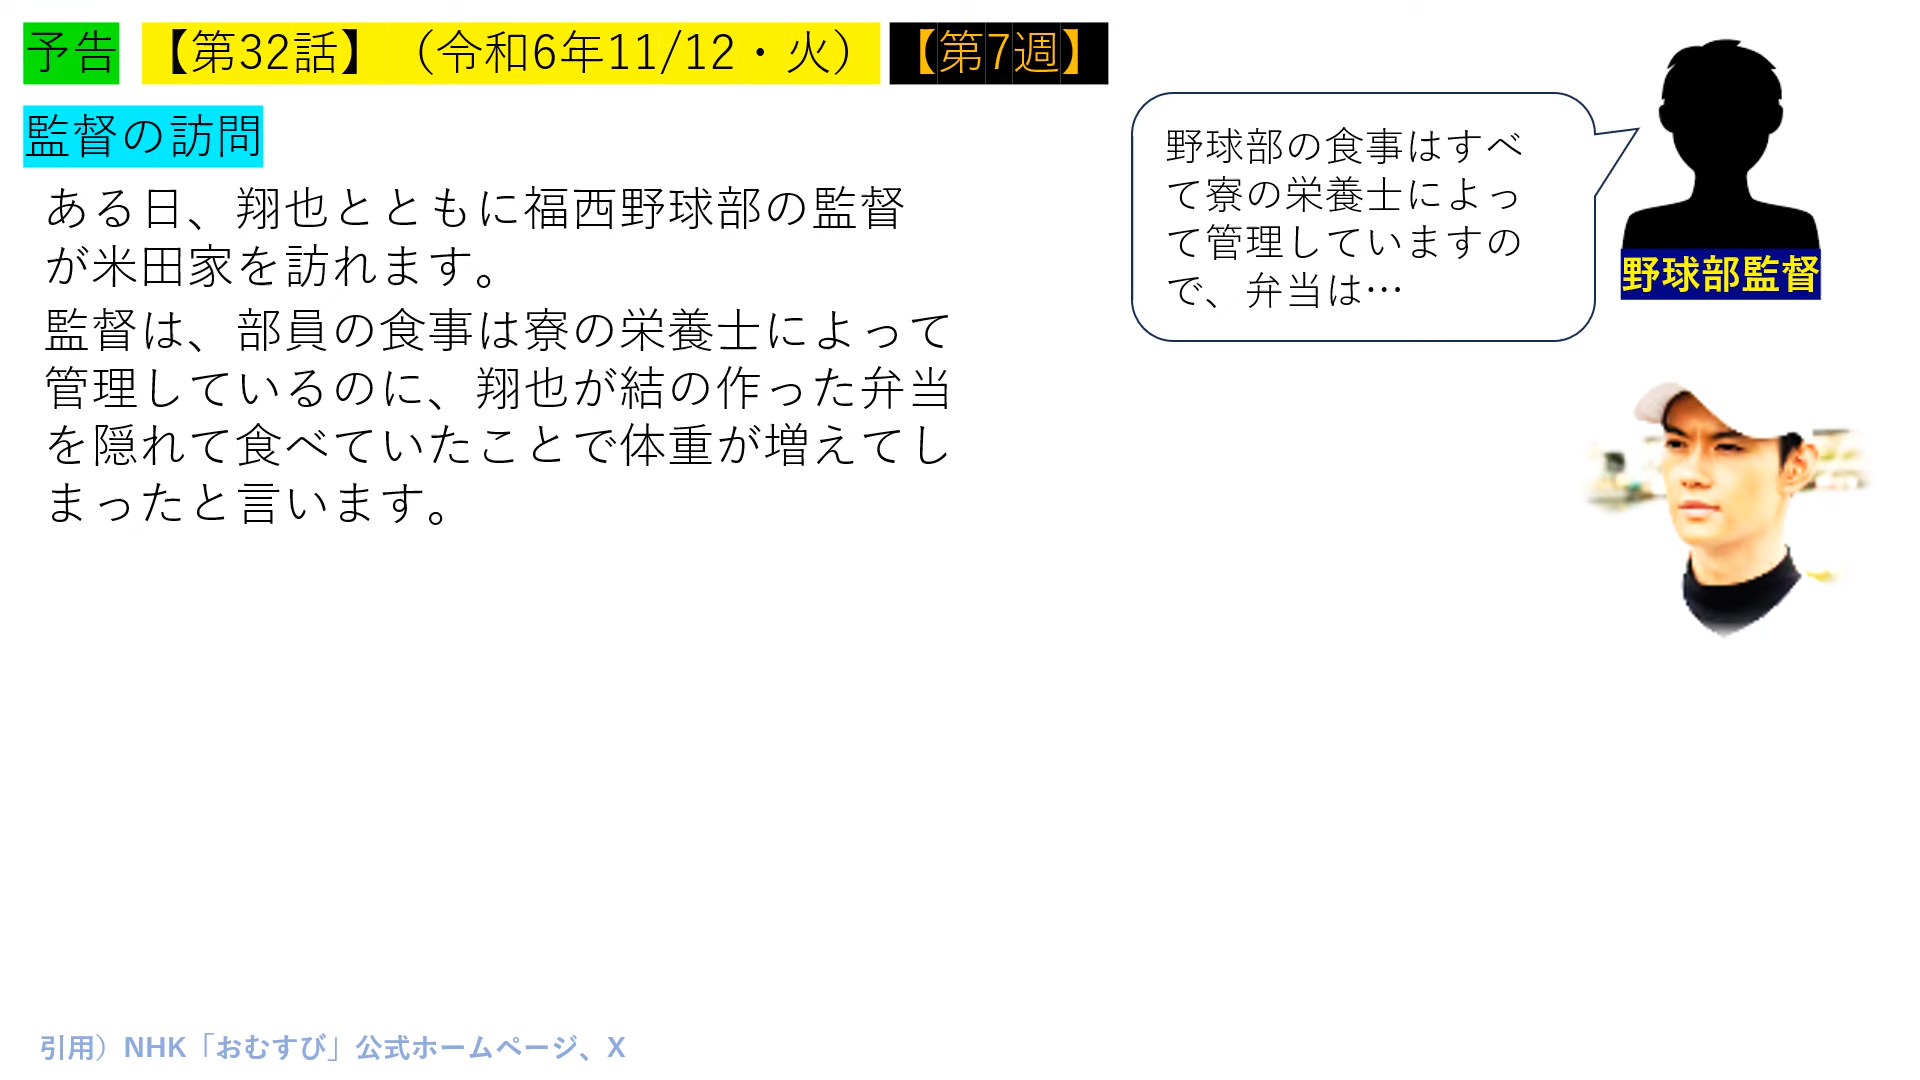 予告 【第32話】（令和6年11/12・火）【第7週】
監督の訪問
ある日、翔也とともに福西野球部の監督
が米田家を訪れます。
監督は、部員の食事は寮の栄養士によって
管理しているのに、翔也が結の作った弁当
を隠れて食べていたことで体重が増えてし
まったと言います。
野球部の食事はすべ
て寮の栄養士によっ
て管理していますの
で、弁当は…
野球部監督
引用）NHK「おむすび」公式ホームページ、X